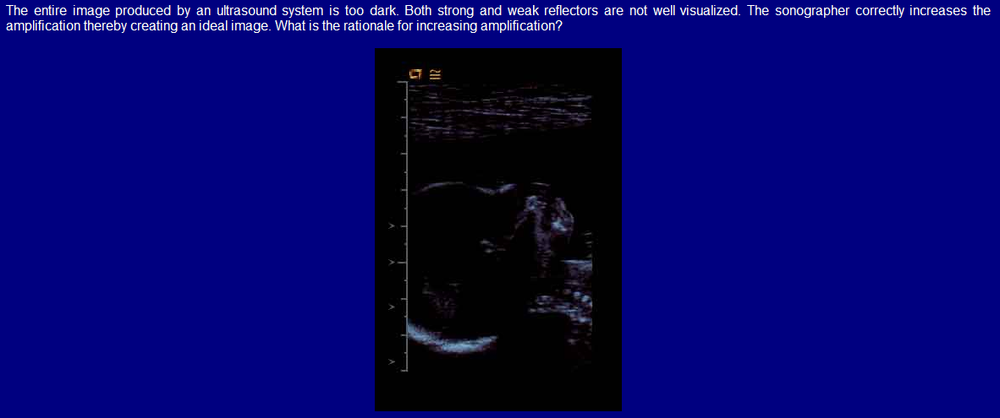 The entire image produced by an ultrasound system is too dark. Both strong and weak reflectors are not well visualized. The sonographer correctly increases the
amplification thereby creating an ideal image. What is the rationale for increasing amplification?